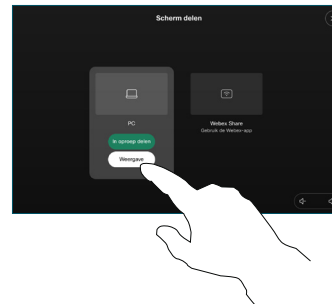 Scherm delen
PC
In oproep delen
Weergave
Webex Share
Gebruik de Webex-app